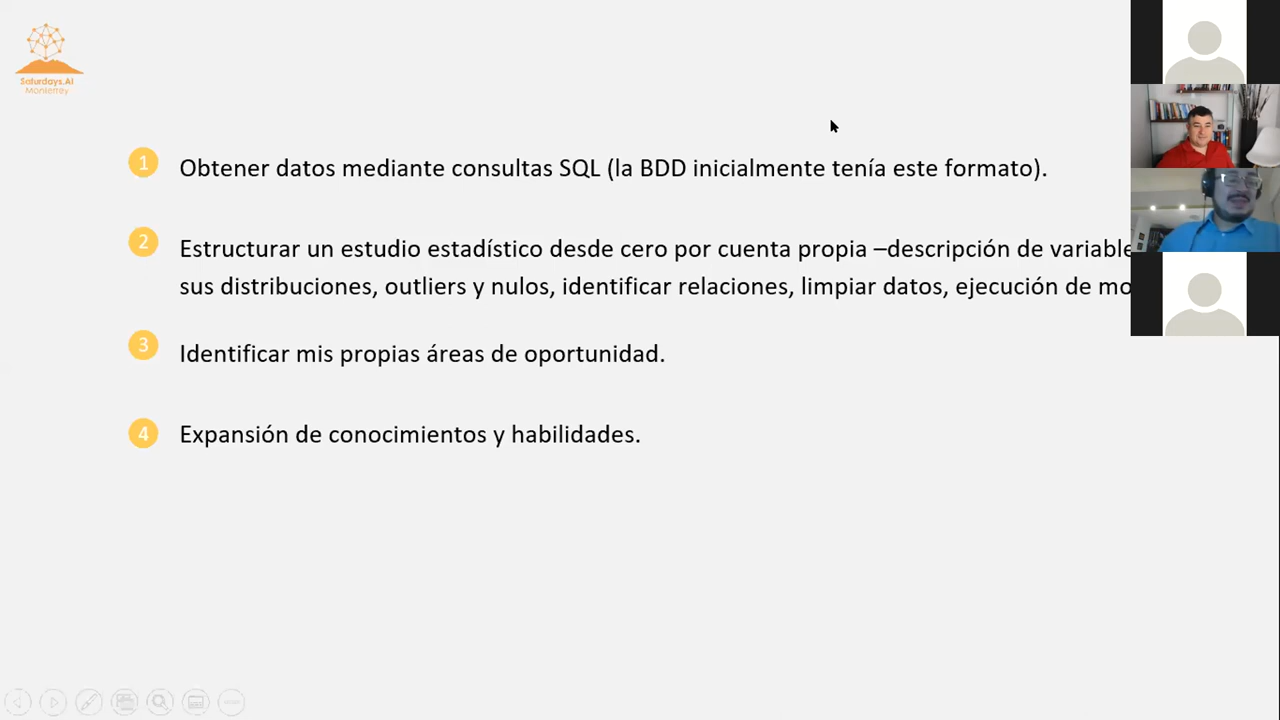 Saturdays.AI
Monterrey
1 Obtener datos mediante consultas SQL (la BDD inicialmente tenía este formato).
2 Estructurar un estudio estadístico desde cero por cuenta propia –descripción de variable
sus distribuciones, outliers y nulos, identificar relaciones, limpiar datos, ejecución de mo
3 Identificar mis propias áreas de oportunidad.
4 Expansión de conocimientos y habilidades.